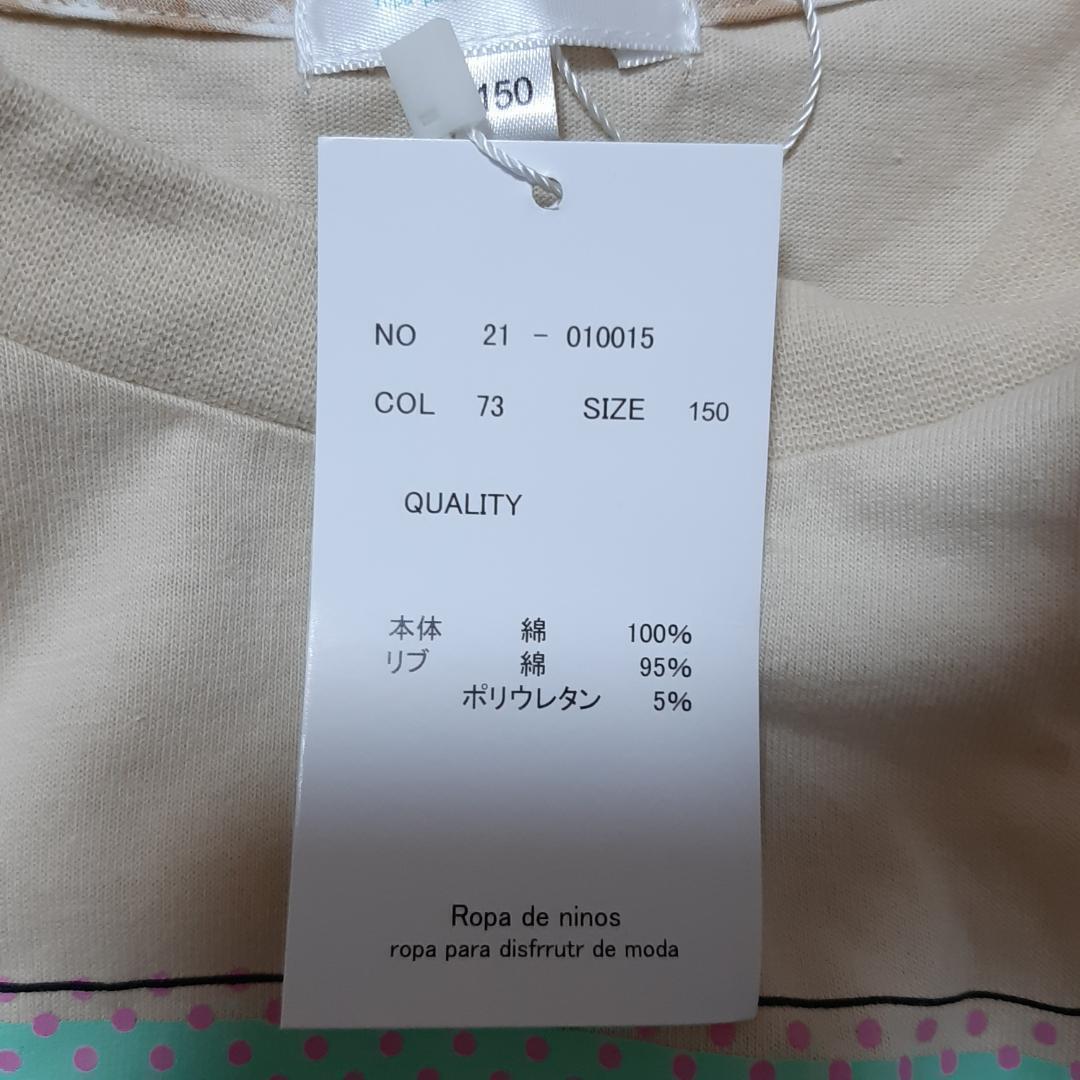 150
NO 21 - 010015
COL 73 SIZE 150
QUALITY
本体 綿 100%
リブ 綿 95%
ポリウレタン 5%
Ropa de ninos
ropa para disfrrutr de moda